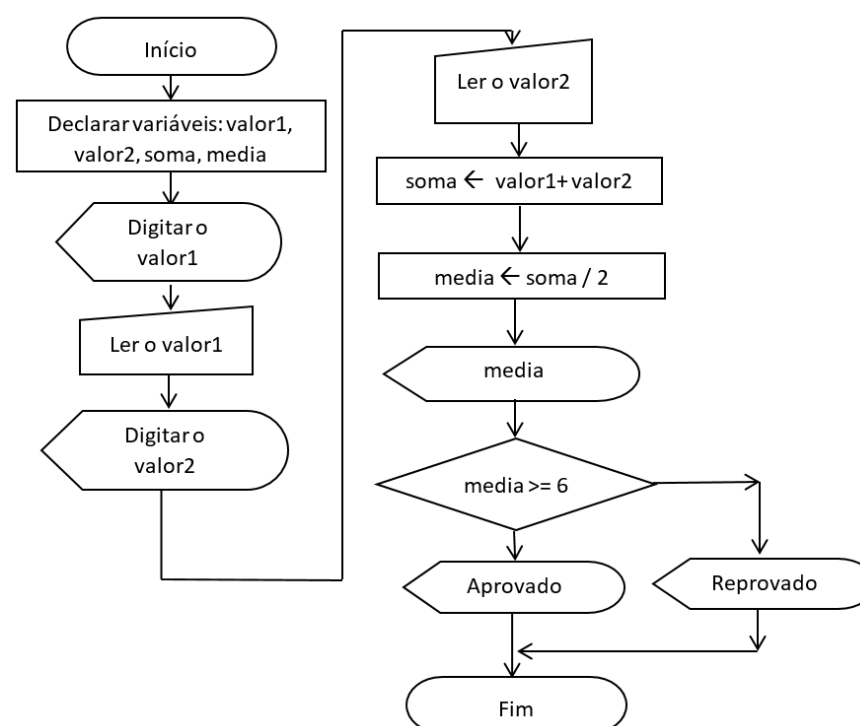 Início
Declarar variáveis: valor1,
valor2, soma, media
Digitar o
valor1
Ler o valor1
Digitar o
valor2
Ler o valor2
soma ← valor1+ valor2
media ← soma / 2
media
media >= 6
Aprovado
Reprovado
Fim